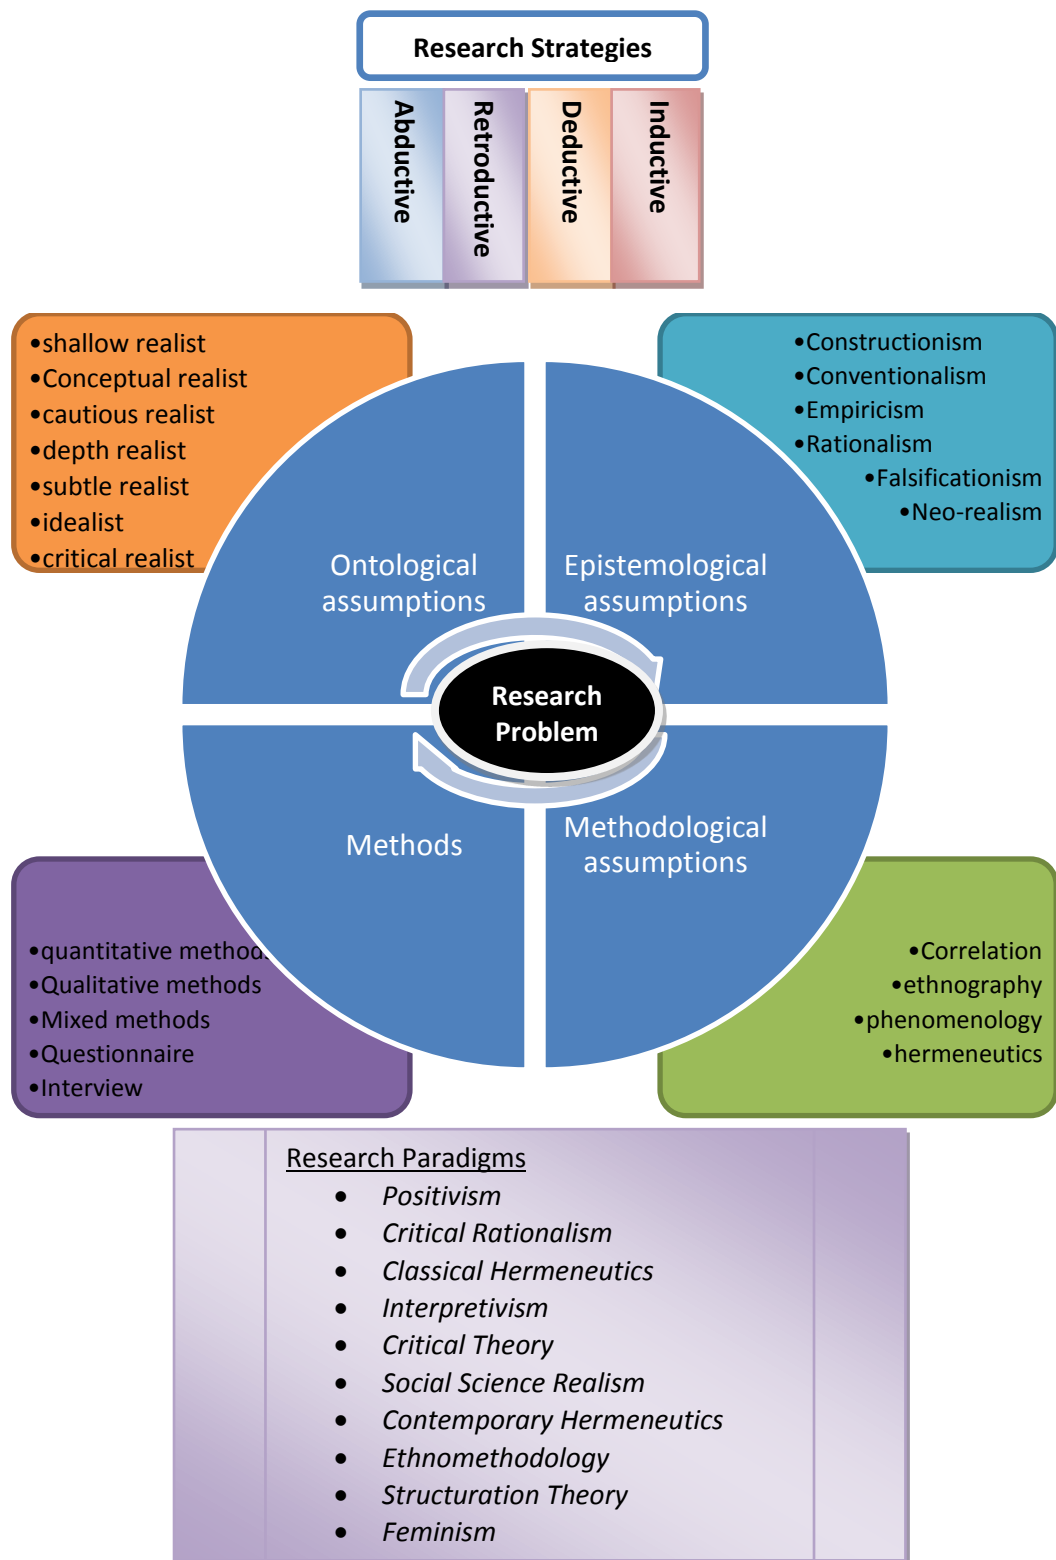 Research Strategies
Abductive
Retroductive
Deductive
Inductive
•shallow realist
•Conceptual realist
•cautious realist
•depth realist
•subtle realist
•idealist
•critical realist
•Constructionism
•Conventionalism
•Empiricism
•Rationalism
•Falsificationism
•Neo-realism
Ontological
assumptions
Epistemological
assumptions
Research
Problem
Methods
Methodological
assumptions
•quantitative methods
•Qualitative methods
•Mixed methods
•Questionnaire
•Interview
•Correlation
•ethnography
•phenomenology
•hermeneutics
Research Paradigms
• Positivism
• Critical Rationalism
• Classical Hermeneutics
• Interpretivism
• Critical Theory
• Social Science Realism
• Contemporary Hermeneutics
• Ethnomethodology
• Structuration Theory
• Feminism